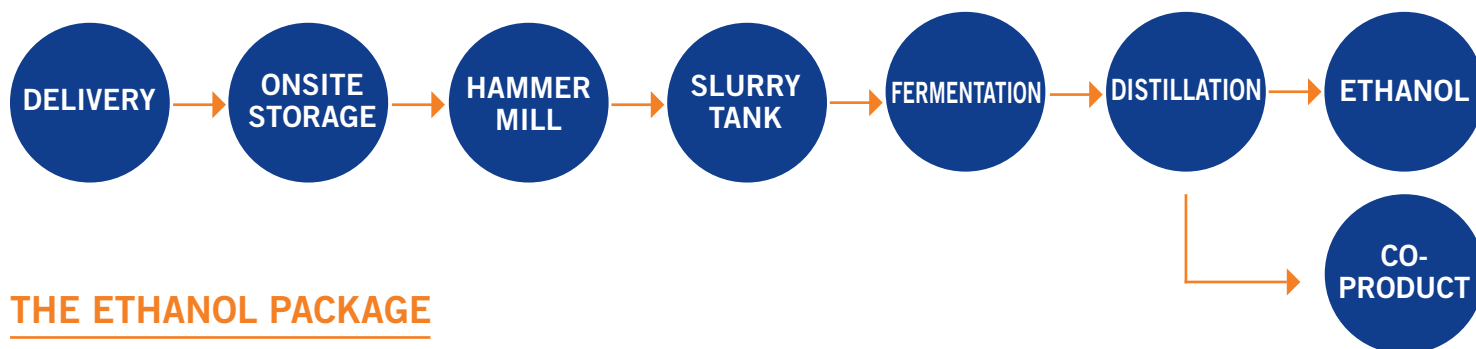 DELIVERY
ONSITE
STORAGE
HAMMER
MILL
SLURRY
TANK
FERMENTATION
DISTILLATION
ETHANOL
CO-
PRODUCT
THE ETHANOL PACKAGE